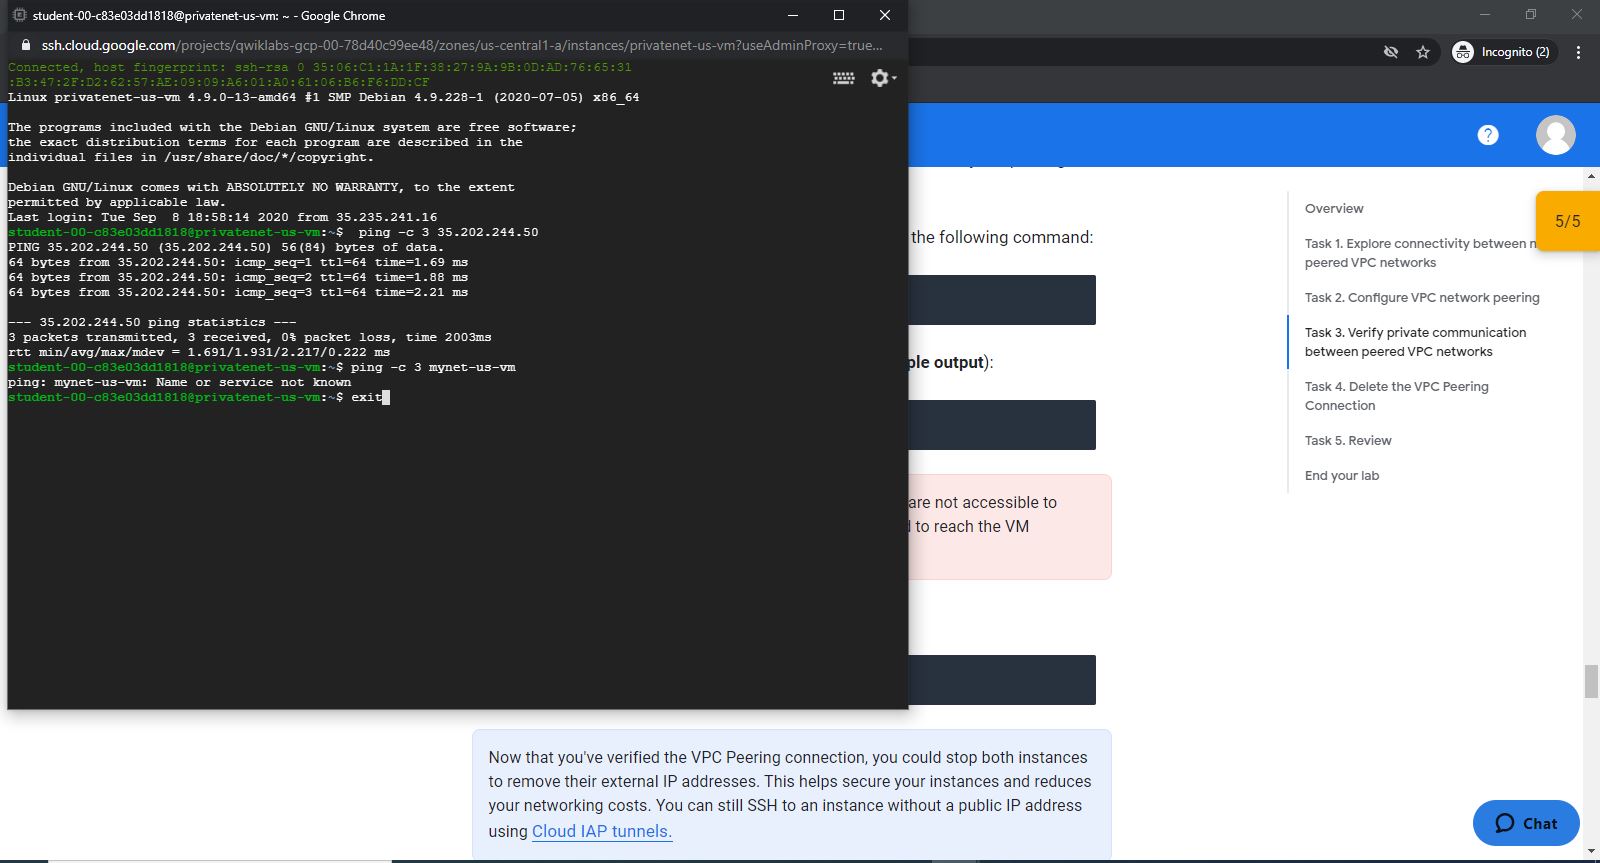 student-00-c83e03dd1818@privatenet-us-vm: ~ - Google Chrome
ssh.cloud.google.com/projects/qwiklabs-gcp-00-78d40c99ee48/zones/us-central1-a/instances/privatenet-us-vm?useAdminProxy=true...
Incognito (2)
Connected, host fingerprint: ssh-rsa 0 35:06:C1:1A:1F:38:27:9A:9B:0D:AD:76:65:31
:B3:47:2F:D2:62:57:AE:09:09:A6:01:A0:61:06:B6:F6:DD:CF
Linux privatenet-us-vm 4.9.0-13-amd64 #1 SMP Debian 4.9.228-1 (2020-07-05) x86_64
The programs included with the Debian GNU/Linux system are free software;
the exact distribution terms for each program are described in the
individual files in /usr/share/doc/*/copyright.
Debian GNU/Linux comes with ABSOLUTELY NO WARRANTY, to the extent
permitted by applicable law.
Last login: Tue Sep  8 18:58:14 2020 from 35.235.241.16
student-00-c83e03dd1818@privatenet-us-vm:~$  ping -c 3 35.202.244.50
PING 35.202.244.50 (35.202.244.50) 56(84) bytes of data.
64 bytes from 35.202.244.50: icmp_seq=1 ttl=64 time=1.69 ms
64 bytes from 35.202.244.50: icmp_seq=2 ttl=64 time=1.88 ms
64 bytes from 35.202.244.50: icmp_seq=3 ttl=64 time=2.21 ms
--- 35.202.244.50 ping statistics ---
3 packets transmitted, 3 received, 0% packet loss, time 2003ms
rtt min/avg/max/mdev = 1.691/1.931/2.217/0.222 ms
student-00-c83e03dd1818@privatenet-us-vm:~$ ping -c 3 mynet-us-vm
ping: mynet-us-vm: Name or service not known
student-00-c83e03dd1818@privatenet-us-vm:~$ exit
the following command:
ple output):
are not accessible to
d to reach the VM
Now that you've verified the VPC Peering connection, you could stop both instances
to remove their external IP addresses. This helps secure your instances and reduces
your networking costs. You can still SSH to an instance without a public IP address
using Cloud IAP tunnels.
Overview
Task 1. Explore connectivity between n
peered VPC networks
Task 2. Configure VPC network peering
Task 3. Verify private communication
between peered VPC networks
Task 4. Delete the VPC Peering
Connection
Task 5. Review
End your lab
5/5
Chat